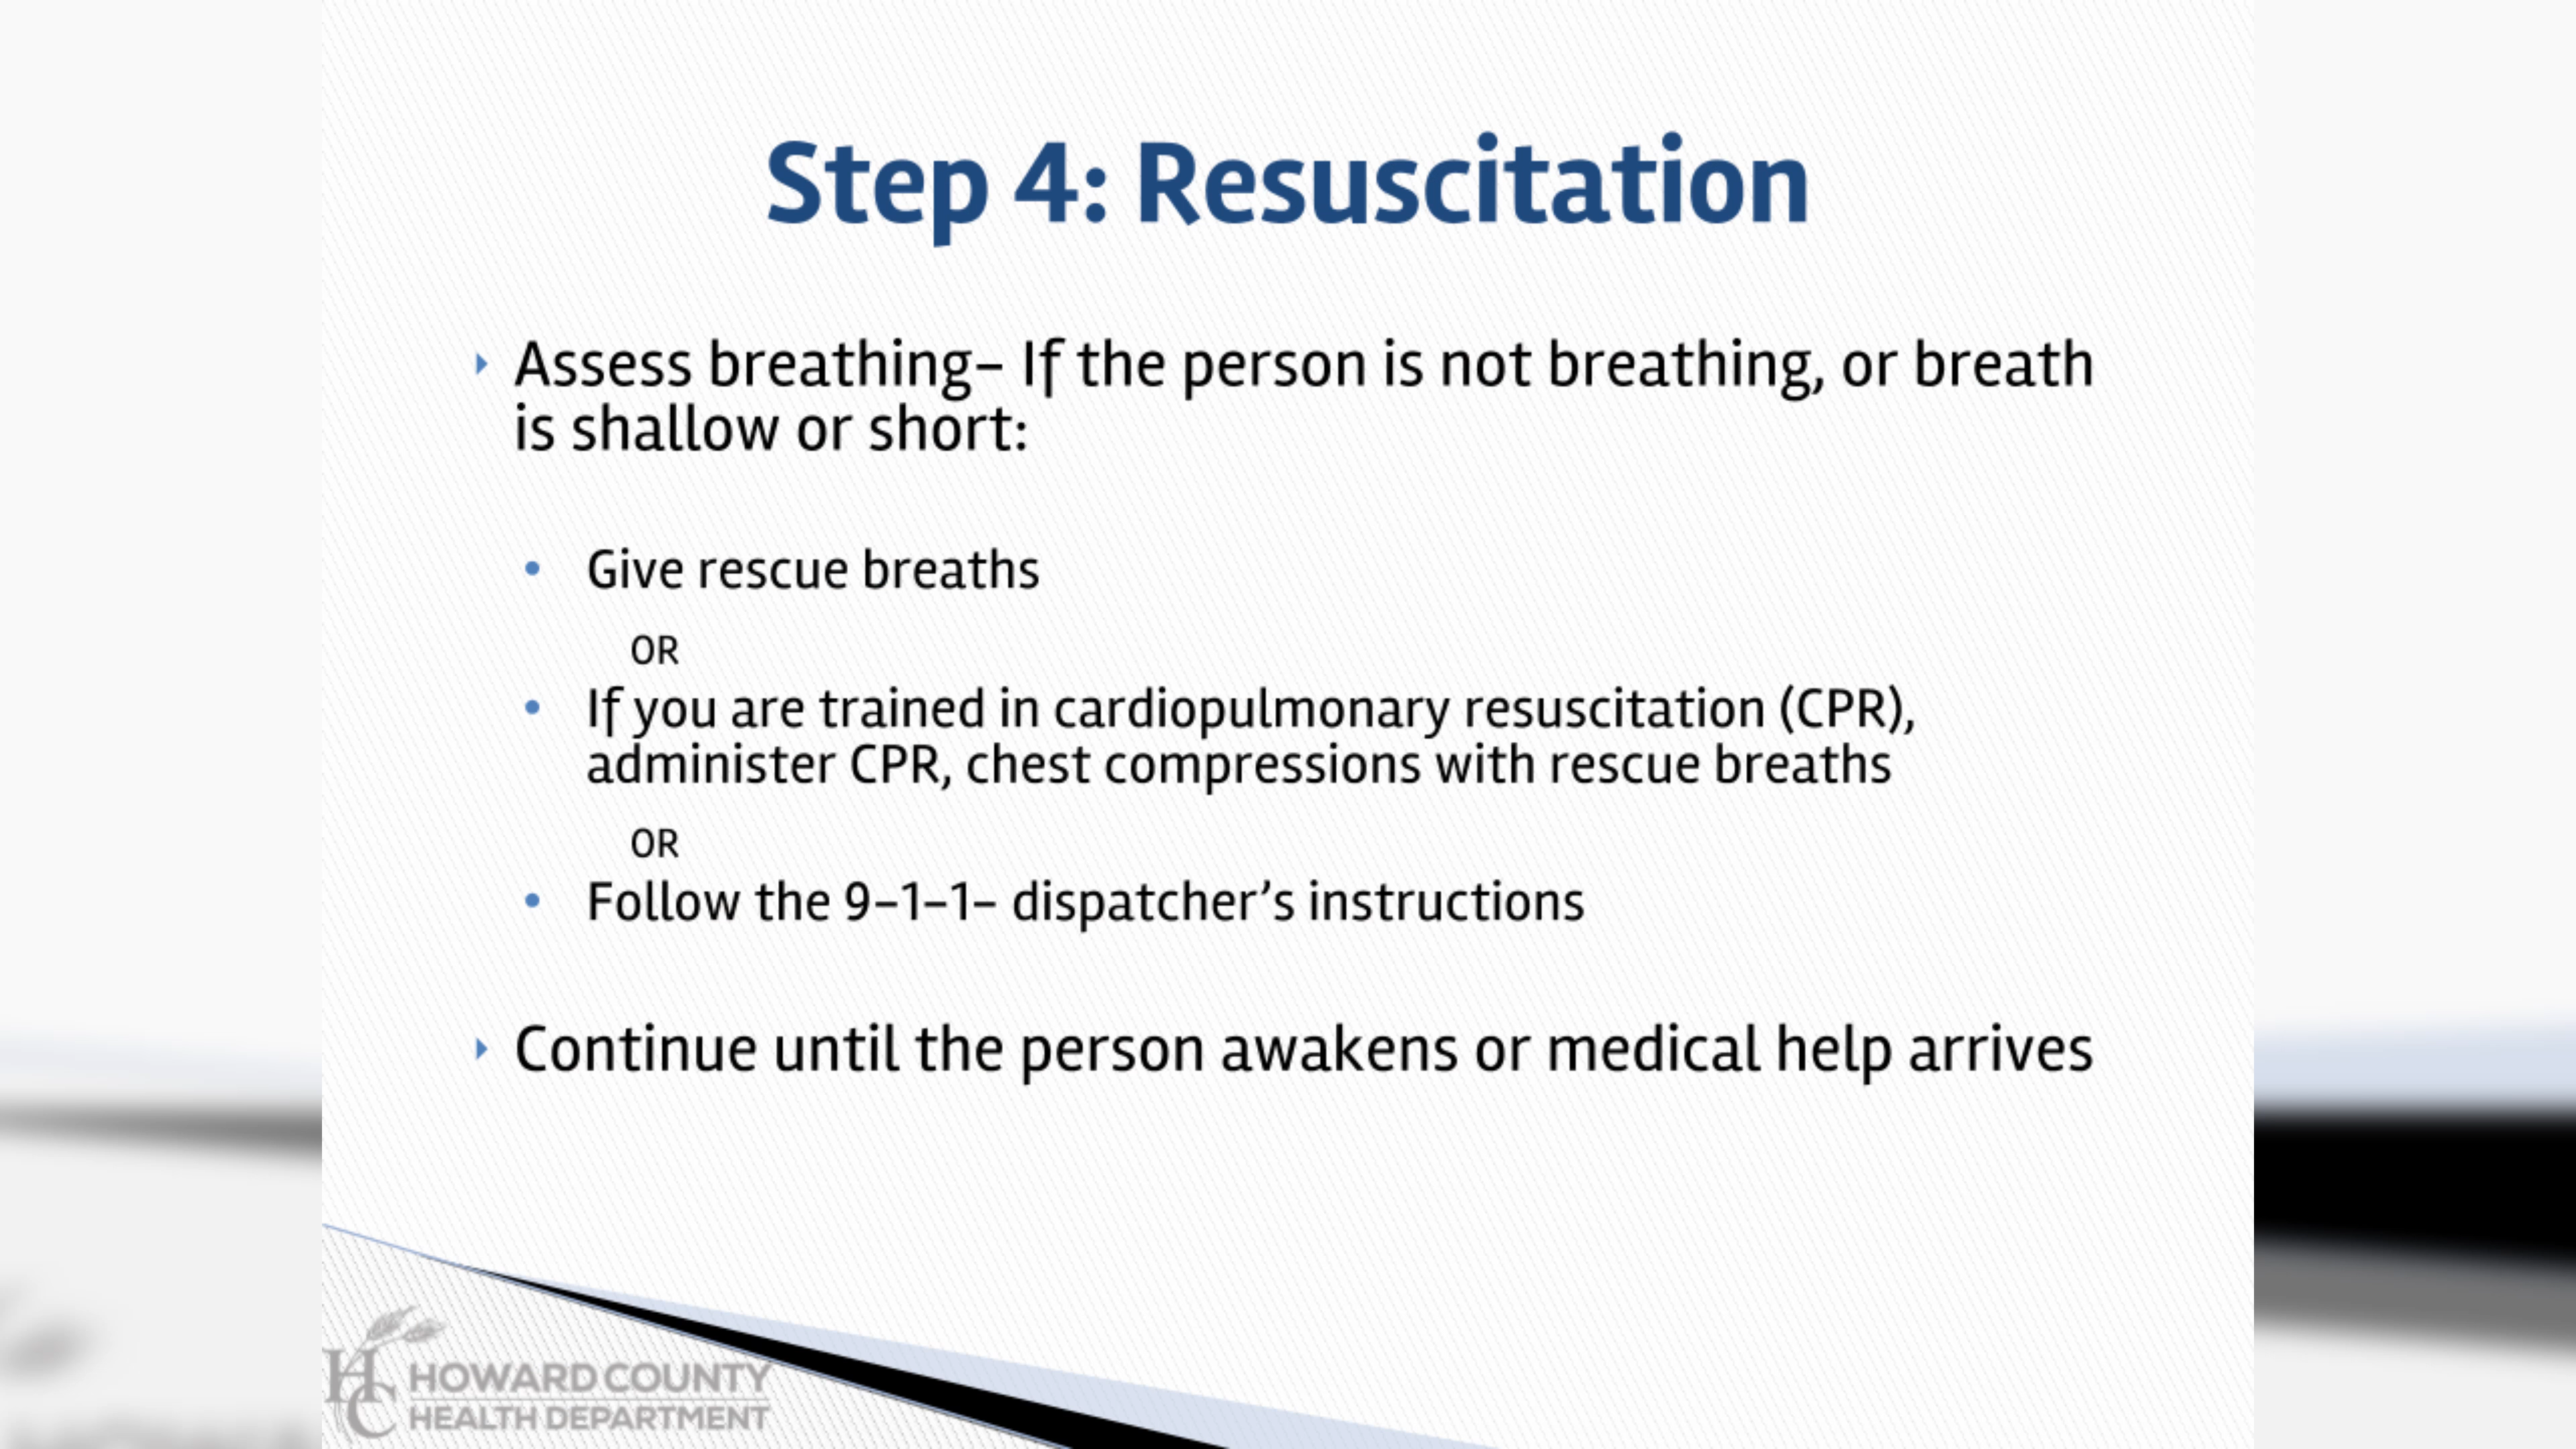 Step 4: Resuscitation
Assess breathing– If the person is not breathing, or breath
is shallow or short:
Give rescue breaths
OR
If you are trained in cardiopulmonary resuscitation (CPR),
administer CPR, chest compressions with rescue breaths
OR
Follow the 9-1-1- dispatcher's instructions
Continue until the person awakens or medical help arrives
HC HOWARD COUNTY
HEALTH DEPARTMENT